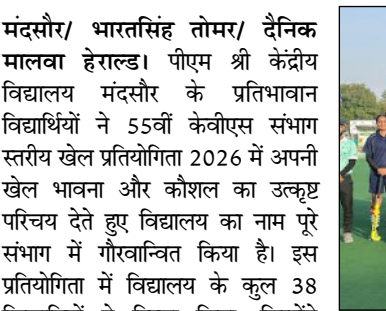 मंदसौर/ भारतसिंह तोमर/ दैनिक
मालवा हेराल्ड। पीएम श्री केंद्रीय
विद्यालय मंदसौर के प्रतिभावान
विद्यार्थियों ने 55वीं केवीएस संभाग
स्तरीय खेल प्रतियोगिता 2026 में अपनी
खेल भावना और कौशल का उत्कृष्ट
परिचय देते हुए विद्यालय का नाम पूरे
संभाग में गौरवान्वित किया है। इस
प्रतियोगिता में विद्यालय के कुल 38